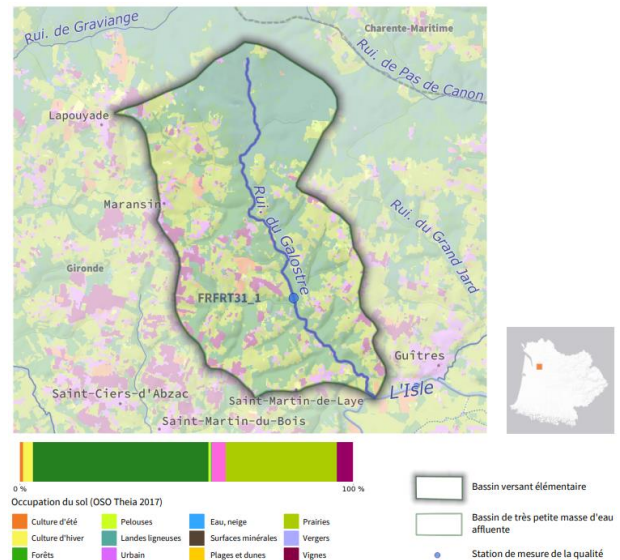 Rui. de Graviange
Charente-Maritime
Rui. de Pas de Canon
Lapouyade
Maransin
Rui. du Galostre
Rui. du Grand Jard
Gironde
FRFRT31_1
Guîtres
L'Isle
Saint-Ciers-d'Abzac
Saint-Martin-de-Laye
Saint-Martin-du-Bois
0 %
100 %
Occupation du sol (OSO Theia 2017)
Culture d'été
Pelouses
Eau, neige
Prairies
Culture d'hiver
Landes ligneuses
Surfaces minérales
Vergers
Forêts
Urbain
Plages et dunes
Vignes
Bassin versant élémentaire
Bassin de très petite masse d'eau
affluente
Station de mesure de la qualité